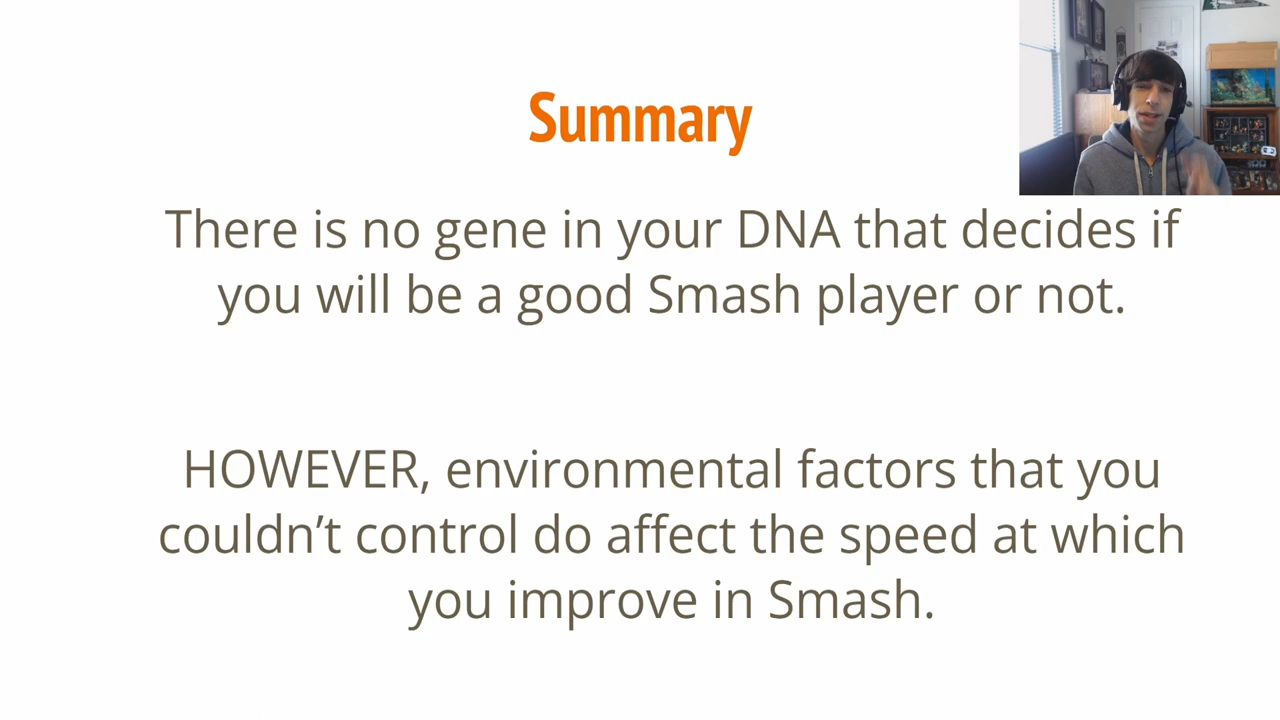 Summary
There is no gene in your DNA that decides if
you will be a good Smash player or not.
HOWEVER, environmental factors that you
couldn’t control do affect the speed at which
you improve in Smash.